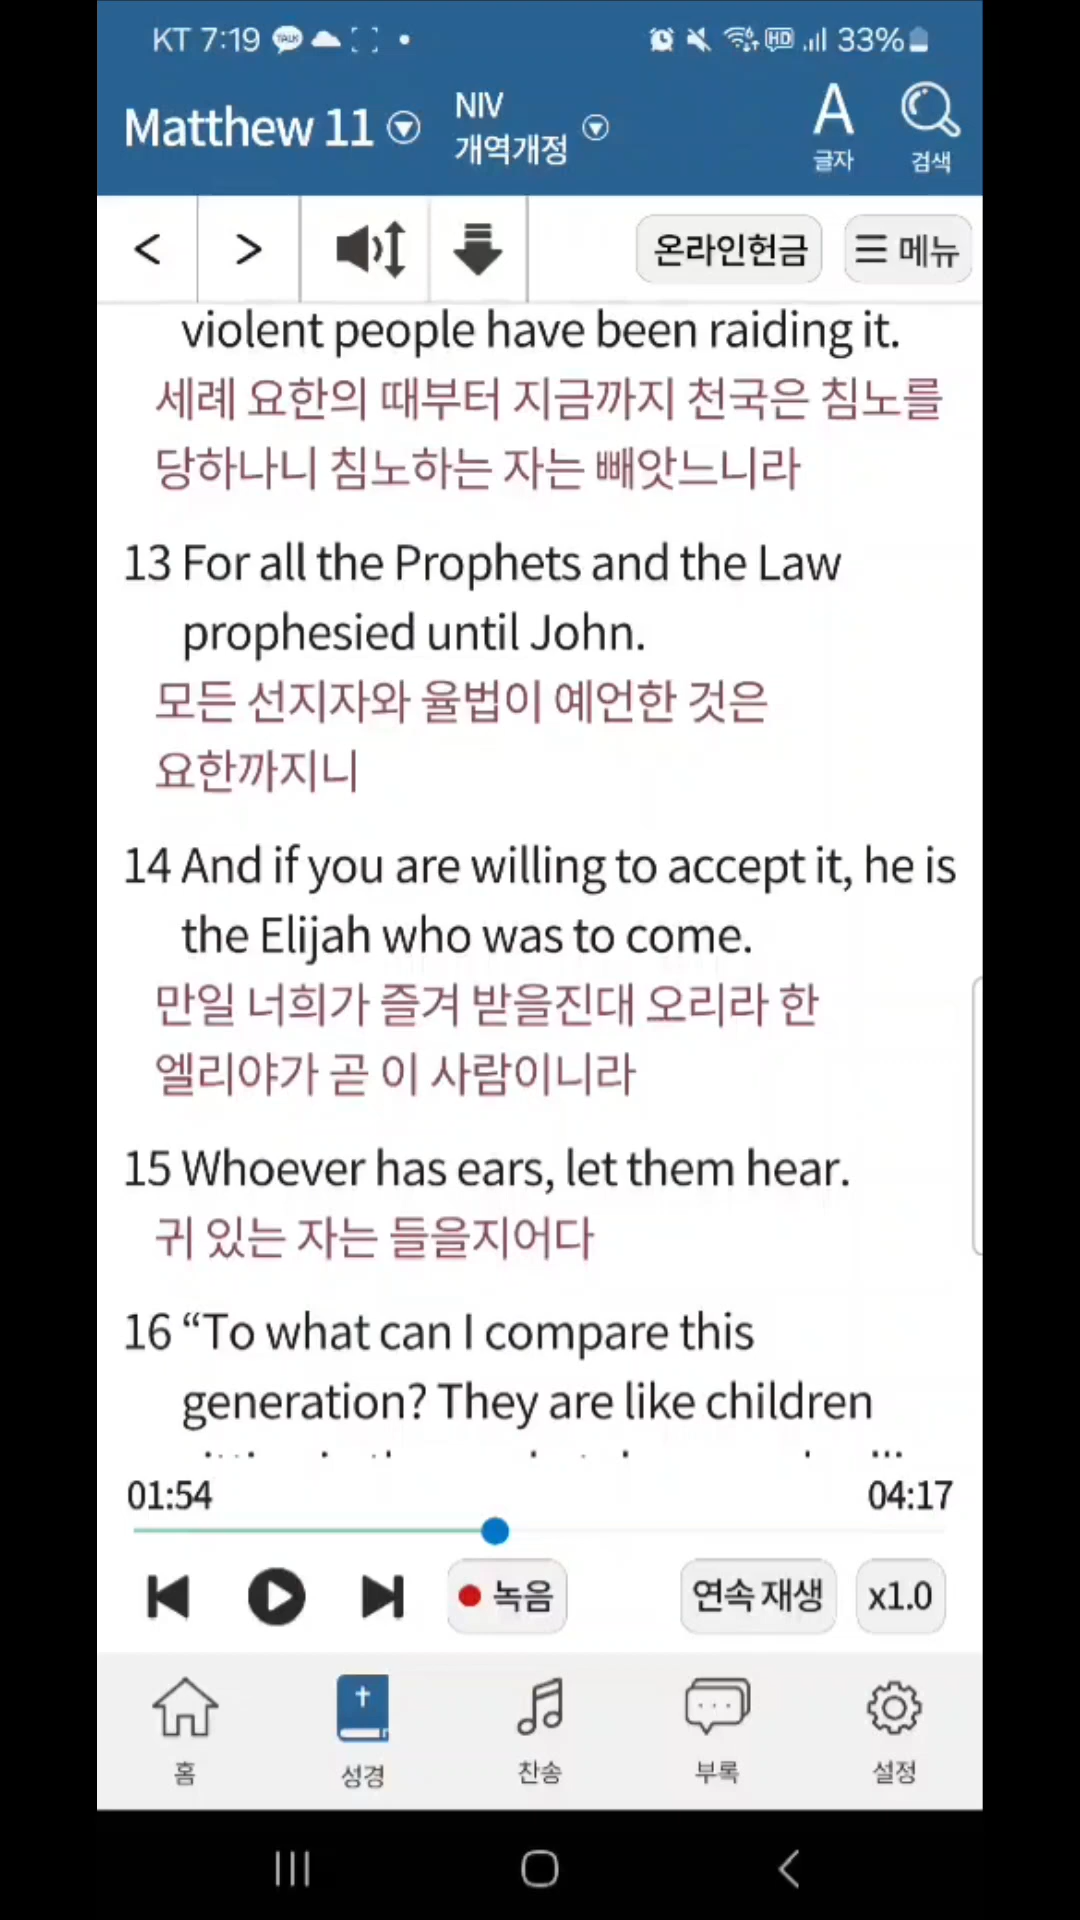 KT 7:19 TALK HD 33%
Matthew 11 NIV 개역개정
A 글자 검색
< > 온라인헌금 메뉴
violent people have been raiding it.
세례 요한의 때부터 지금까지 천국은 침노를
당하나니 침노하는 자는 빼앗느니라
13 For all the Prophets and the Law
prophesied until John.
모든 선지자와 율법이 예언한 것은
요한까지니
14 And if you are willing to accept it, he is
the Elijah who was to come.
만일 너희가 즐겨 받을진대 오리라 한
엘리야가 곧 이 사람이니라
15 Whoever has ears, let them hear.
귀 있는 자는 들을지어다
16 “To what can I compare this
generation? They are like children
01:54 04:17
녹음 연속 재생 x1.0
홈 성경 찬송 부록 설정